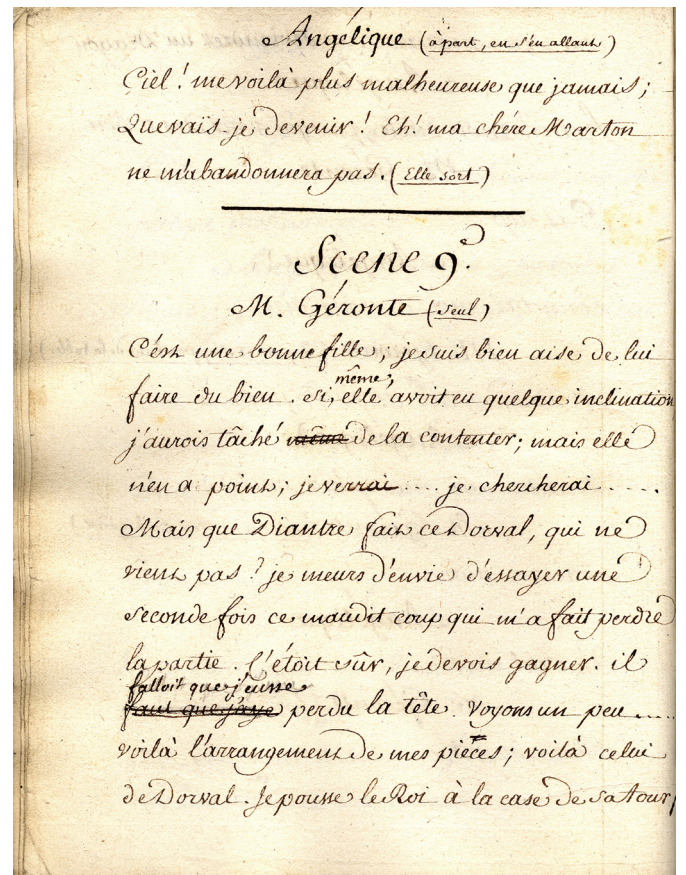 Angélique (à part, en s'en allant)
Ciel ! me voilà plus malheureuse que jamais ;
Que vais-je devenir ! Eh ! ma chére Marton
ne m'abandonnera pas. (Elle sort)
Scene 9e.
M. Géronte (seul)
C'est une bonne fille ; je suis bien aise de lui
faire du bien. si, même, elle avoit eu quelque inclination
j'aurois tâché même de la contenter ; mais elle
n'en a point ; je verrai .... je chercherai .....
Mais que Diantre fait ce Dorval, qui ne
vient pas ? je meurs d'envie d'essayer une
seconde fois ce maudit coup qui m'a fait perdre
la partie. C'étoit sûr, je devois gagner. il
falloit que j'eusse
faut que j'aye perdu la tête. Voyons un peu .....
voilà l'arrangement de mes pièces ; voilà celui
de Dorval. Je pousse le Roi à la case de sa Tour,